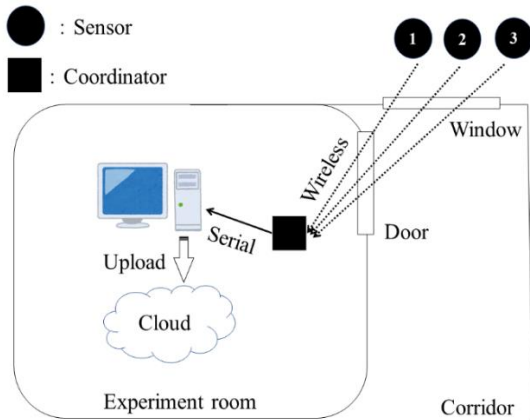 : Sensor
: Coordinator
1 2 3
Window
Wireless
Door
Serial
Upload
Cloud
Experiment room
Corridor